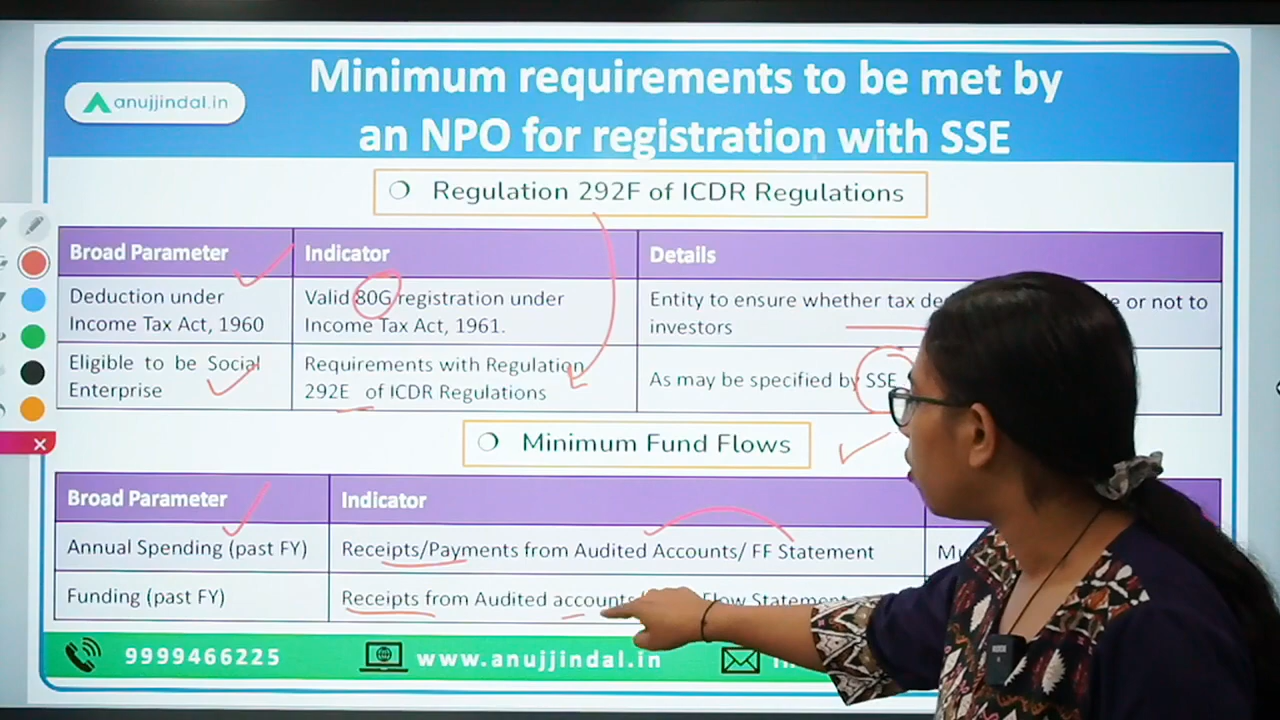 Minimum requirements to be met by
an NPO for registration with SSE
anujjindal.in
Regulation 292F of ICDR Regulations
Broad Parameter Indicator Details
Deduction under
Income Tax Act, 1960
Valid 80G registration under
Income Tax Act, 1961.
Entity to ensure whether tax or not to
investors
Eligible to be Social
Enterprise
Requirements with Regulation
292E of ICDR Regulations
As may be specified by SSE
Minimum Fund Flows
Broad Parameter Indicator
Annual Spending (past FY) Receipts/Payments from Audited Accounts/ FF Statement
Funding (past FY) Receipts from Audited accounts Flow Statement
9999466225 www.anujjindal.in